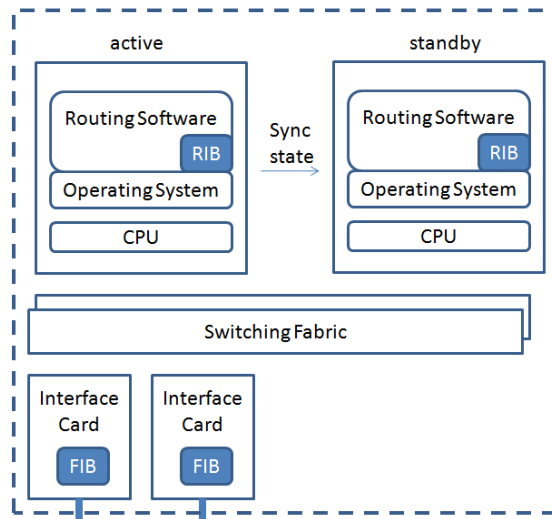 active
standby
Routing Software
RIB
Operating System
CPU
Sync
state
Routing Software
RIB
Operating System
CPU
Switching Fabric
Interface
Card
FIB
Interface
Card
FIB